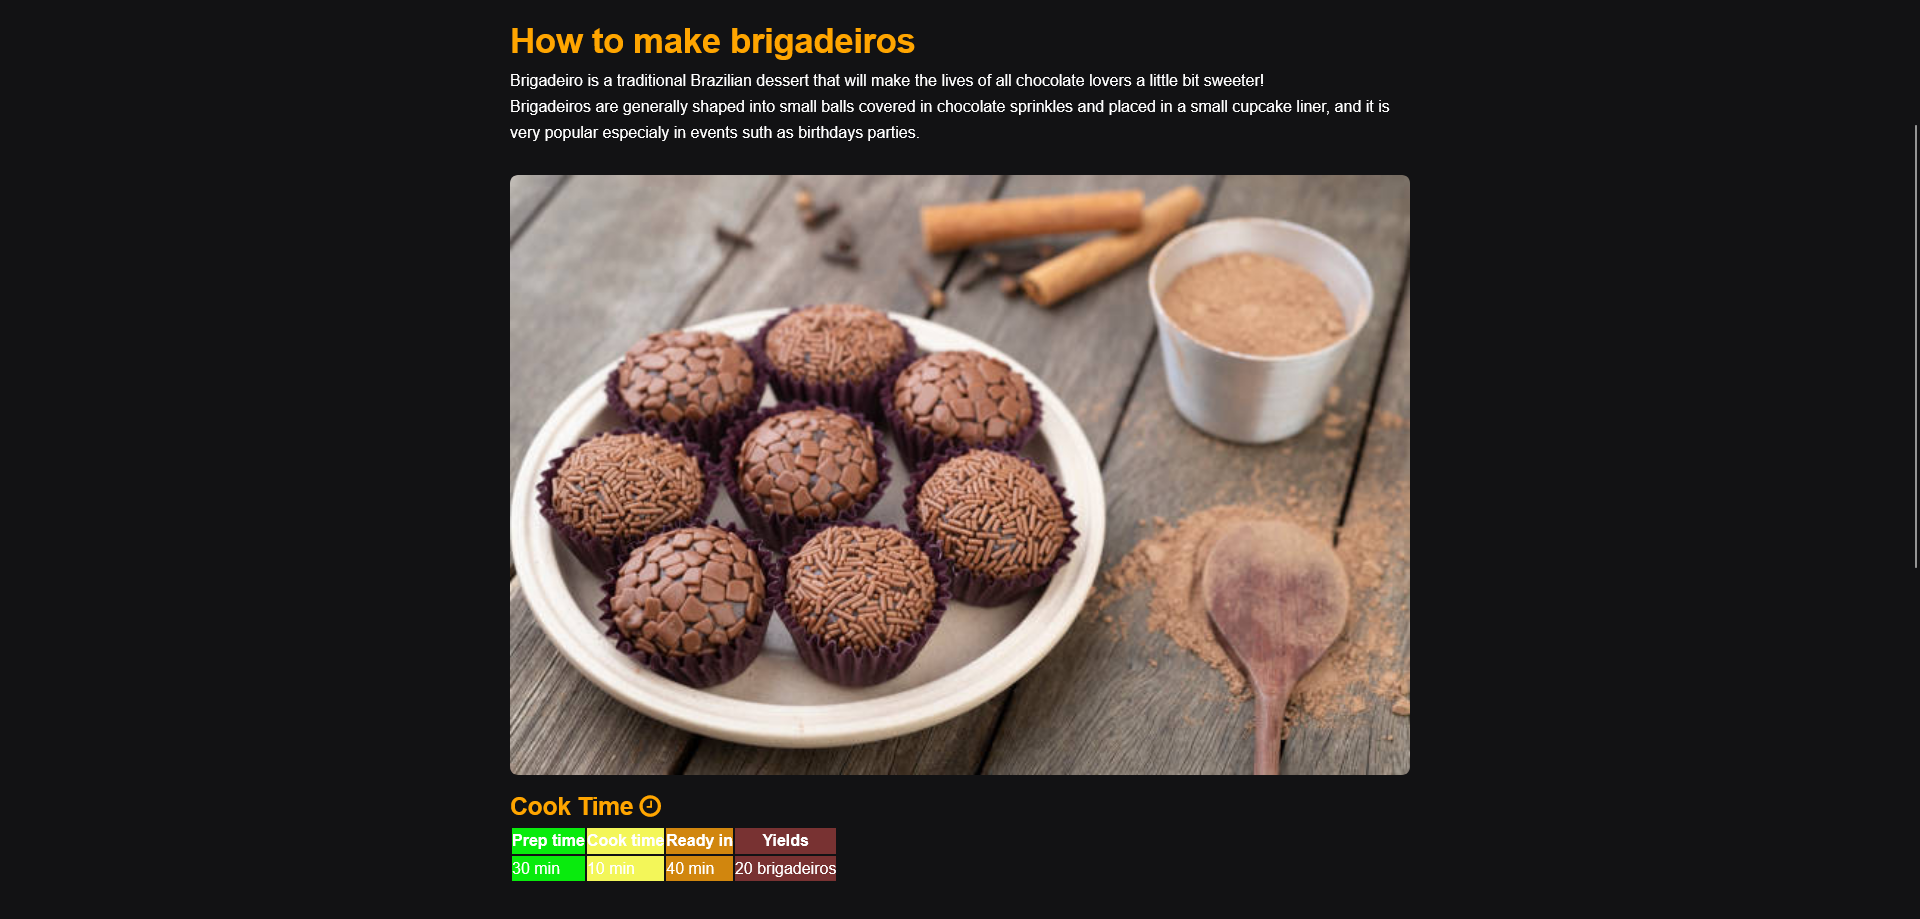 How to make brigadeiros
Brigadeiro is a traditional Brazilian dessert that will make the lives of all chocolate lovers a little bit sweeter!
Brigadeiros are generally shaped into small balls covered in chocolate sprinkles and placed in a small cupcake liner, and it is
very popular especialy in events suth as birthdays parties.
Cook Time
Prep time Cook time Ready in Yields
30 min 10 min 40 min 20 brigadeiros